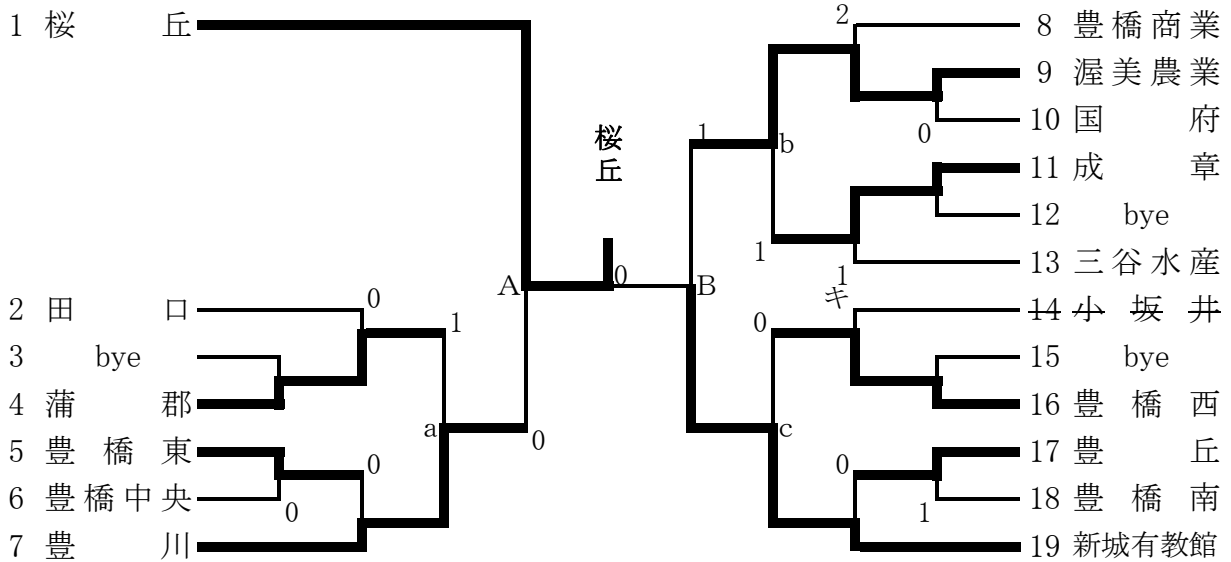 1 桜丘
2 田口
3 bye
4 蒲郡
5 豊橋東
6 豊橋中央
7 豊川
0
1
0
0
a
0
A
桜丘
0
B
1
b
2
0
1
1
キ
0
c
0
1
8 豊橋商業
9 渥美農業
10 国府
11 成章
12 bye
13 三谷水産
14 小坂井
15 bye
16 豊橋西
17 豊丘
18 豊橋南
19 新城有教館